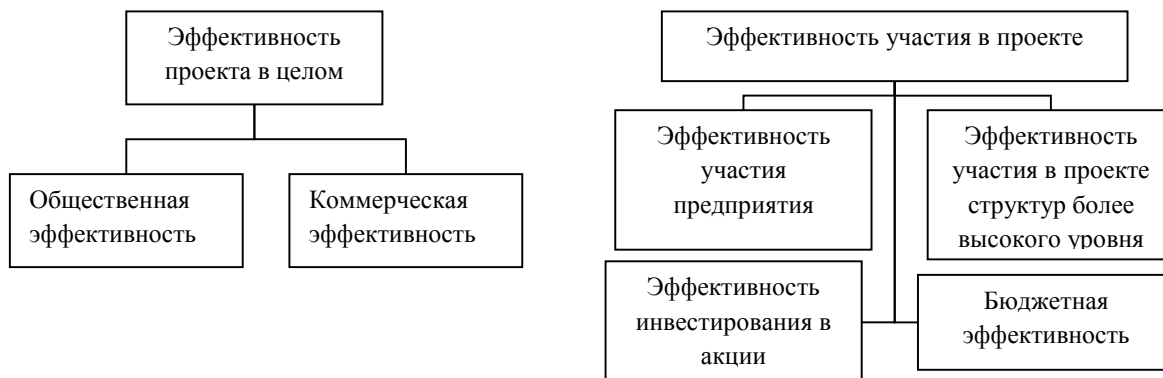 Эффективность
проекта в целом
Общественная
эффективность
Коммерческая
эффективность
Эффективность участия в проекте
Эффективность
участия
предприятия
Эффективность
участия в проекте
структур более
высокого уровня
Эффективность
инвестирования в
акции
Бюджетная
эффективность